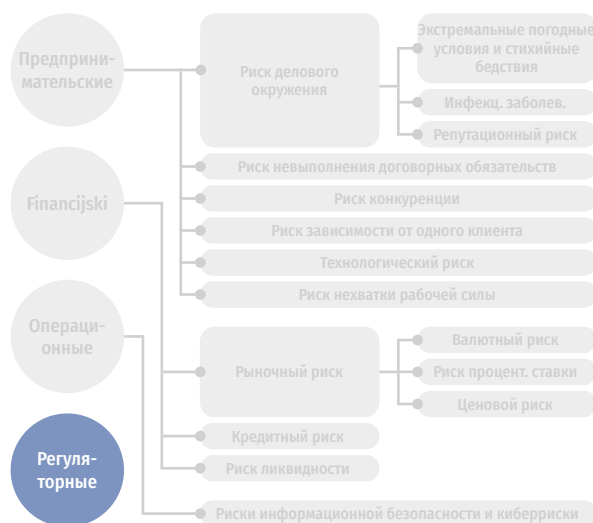 Предприни-
мательские
Риск делового
окружения
Экстремальные погодные
условия и стихийные
бедствия
Инфекц. заболев.
Репутационный риск
Риск невыполнения договорных обязательств
Financijski
Риск конкуренции
Риск зависимости от одного клиента
Технологический риск
Риск нехватки рабочей силы
Операци-
онные
Рыночный риск
Валютный риск
Риск процент. ставки
Ценовой риск
Регуля-
торные
Кредитный риск
Риск ликвидности
Риски информационной безопасности и киберриски